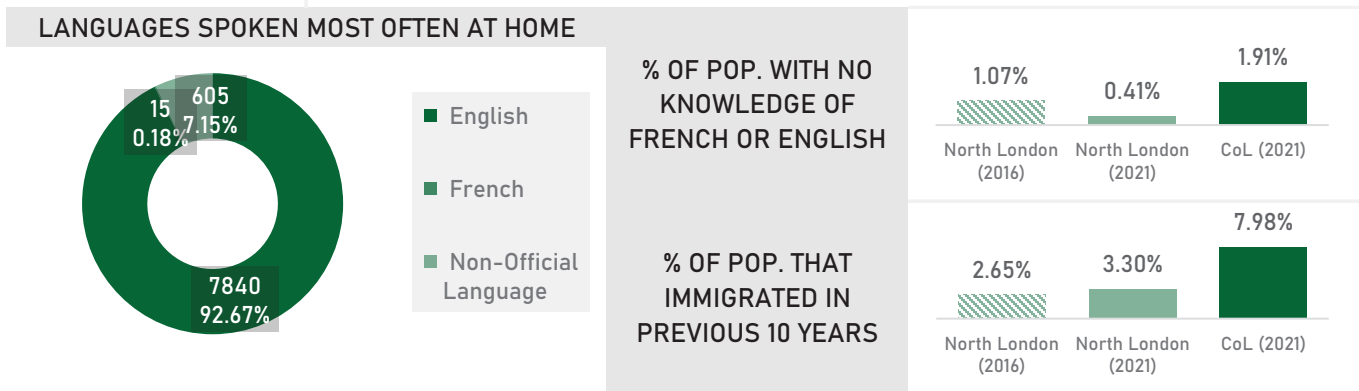 LANGUAGES SPOKEN MOST OFTEN AT HOME
15
0.18%
605
7.15%
7840
92.67%
English
French
Non-Official
Language
% OF POP. WITH NO
KNOWLEDGE OF
FRENCH OR ENGLISH
1.07%
0.41%
1.91%
North London
(2016)
North London
(2021)
CoL (2021)
% OF POP. THAT
IMMIGRATED IN
PREVIOUS 10 YEARS
2.65%
3.30%
7.98%
North London
(2016)
North London
(2021)
CoL (2021)